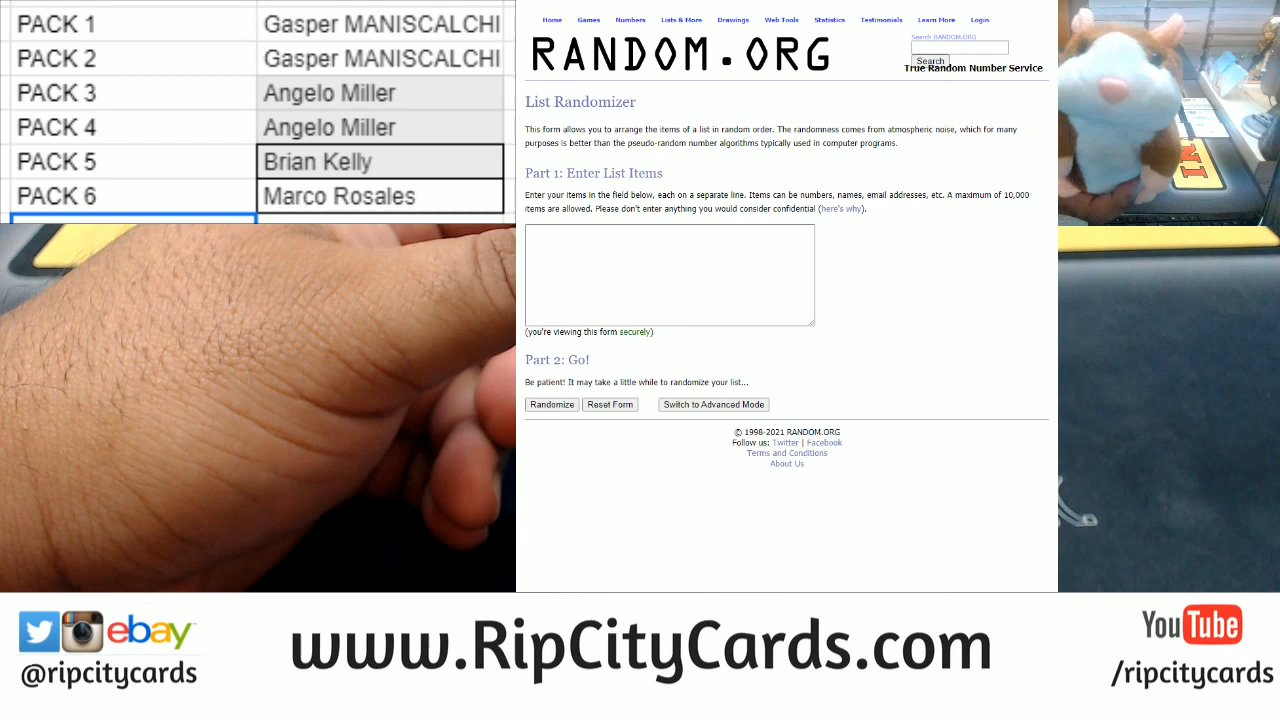 PACK 1 Gasper MANISCALCHI
PACK 2 Gasper MANISCALCHI
PACK 3 Angelo Miller
PACK 4 Angelo Miller
PACK 5 Brian Kelly
PACK 6 Marco Rosales
Home Games Numbers Lists & More Drawings Web Tools Statistics Testimonials Learn More Login
RANDOM.ORG
Search RANDOM.ORG
Search
True Random Number Service
List Randomizer
This form allows you to arrange the items of a list in random order. The randomness comes from atmospheric noise, which for many
purposes is better than the pseudo-random number algorithms typically used in computer programs.
Part 1: Enter List Items
Enter your items in the field below, each on a separate line. Items can be numbers, names, email addresses, etc. A maximum of 10,000
items are allowed. Please don't enter anything you would consider confidential (here's why).
(you're viewing this form securely)
Part 2: Go!
Be patient! It may take a little while to randomize your list...
Randomize Reset Form Switch to Advanced Mode
© 1998-2021 RANDOM.ORG
Follow us: Twitter | Facebook
Terms and Conditions
About Us
ebay
@ripcitycards
www.RipCityCards.com
YouTube
/ripcitycards